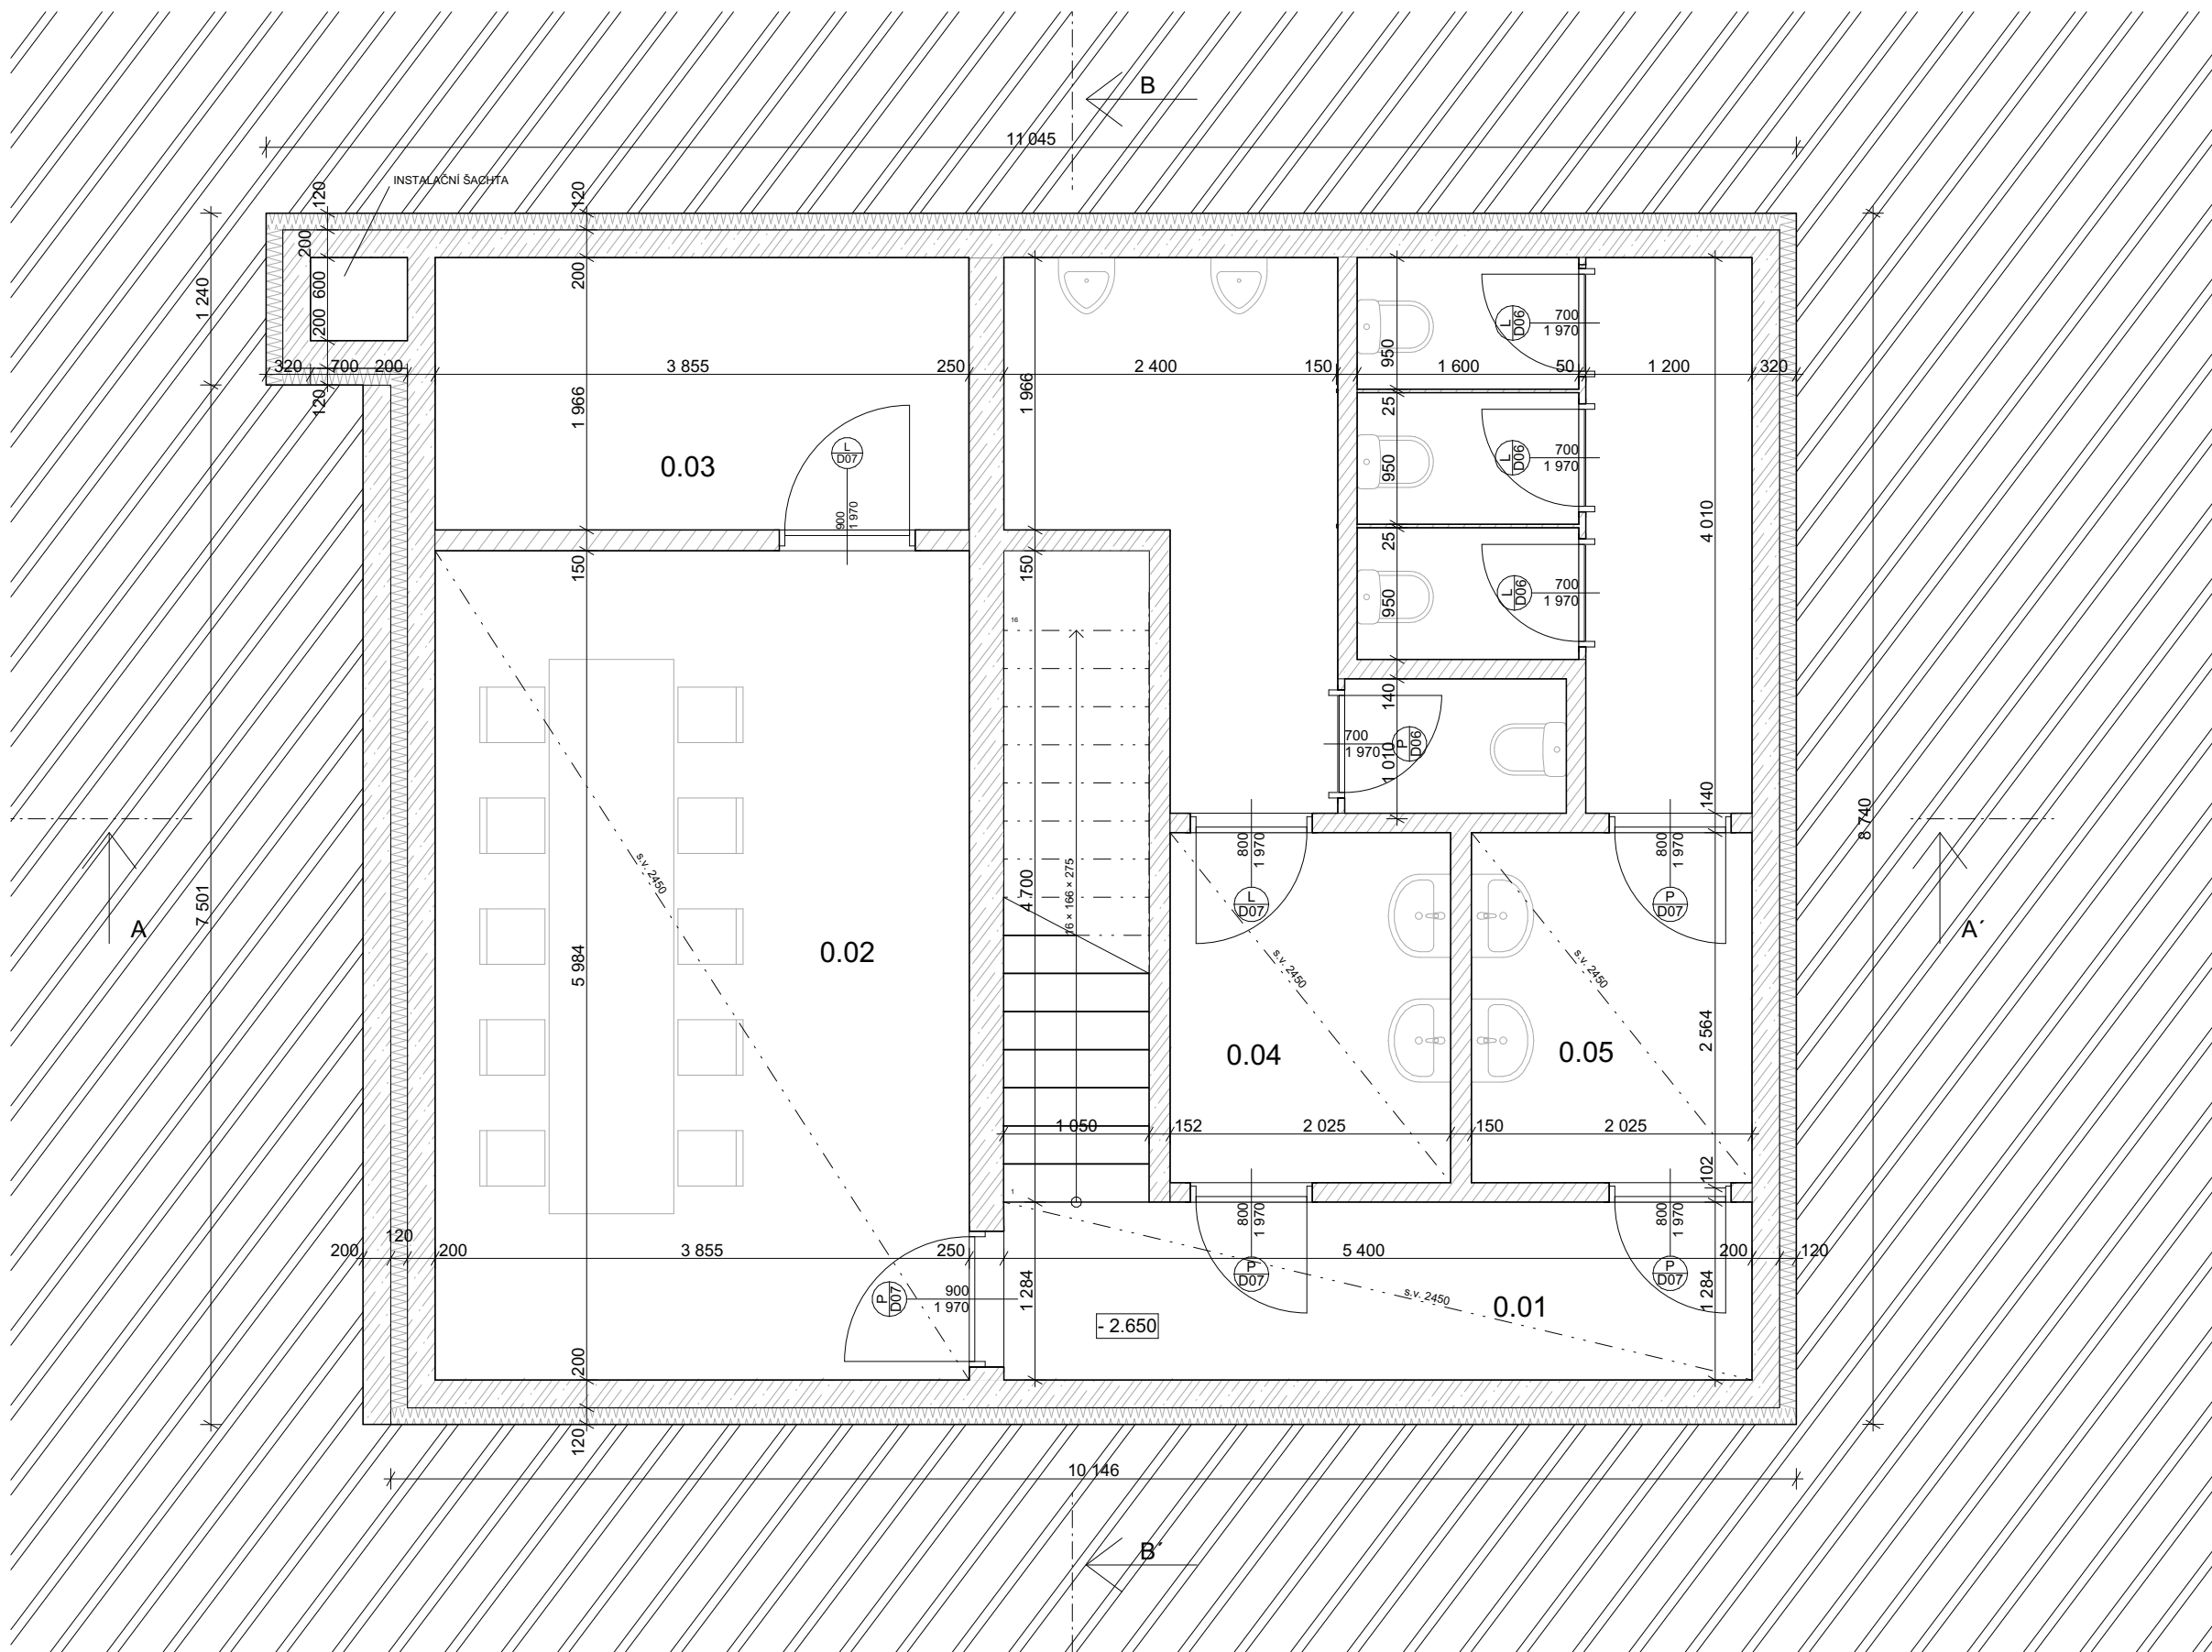 B
11 045
INSTALAČNÍ ŠACHTA
120
120
200
600
200
200
1 240
320
700
200
3 855
250
2 400
150
1 600
50
1 200
320
120
1 966
1 966
950
25
950
25
950
140
1 010
L
D06
700
1 970
L
D06
700
1 970
L
D06
700
1 970
4 010
0.03
L
D07
900
1 970
150
150
16
700
1 970
P
D06
140
8 740
7 501
A
A´
s.v. 2450
16 × 166 × 275
4 700
800
1 970
L
D07
800
1 970
P
D07
0.02
5 984
s.v. 2450
s.v. 2450
0.04
0.05
2 564
1 050
152
2 025
150
2 025
102
1
200
120
200
3 855
250
5 400
200
120
800
1 970
P
D07
800
1 970
P
D07
P
D07
900
1 970
1 284
1 284
s.v. 2450
0.01
- 2.650
200
120
10 146
B´